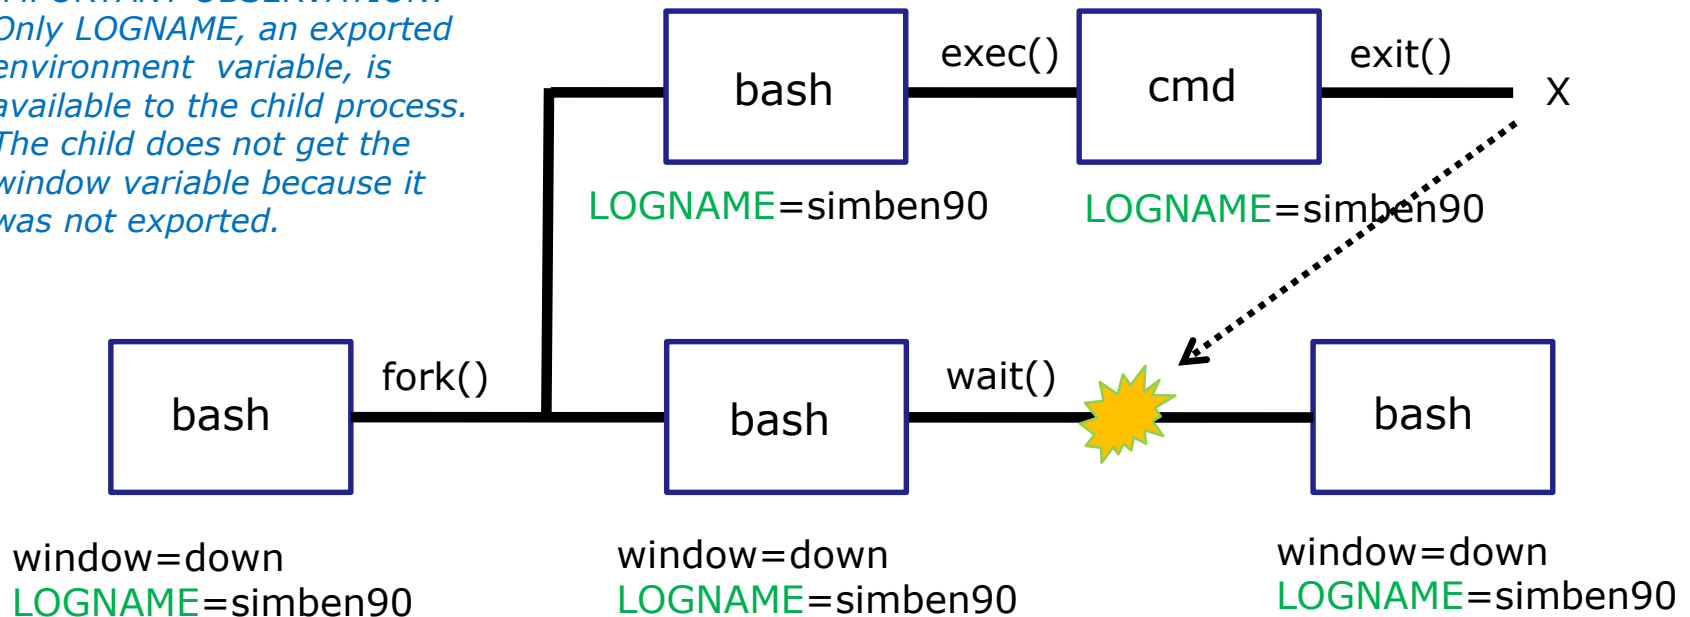 IMPORTANT OBSERVATION:
Only LOGNAME, an exported
environment variable, is
available to the child process.
The child does not get the
window variable because it
was not exported.
bash
exec()
cmd
exit()
X
LOGNAME=simben90
LOGNAME=simben90
bash
fork()
bash
wait()
bash
window=down
LOGNAME=simben90
window=down
LOGNAME=simben90
window=down
LOGNAME=simben90